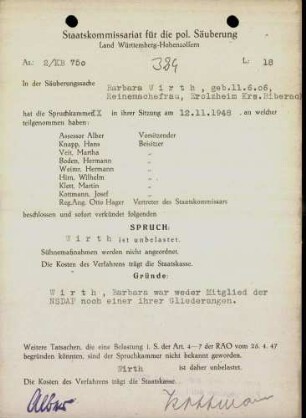 Staatskommissariat für die pol. Säuberung
Land Württemberg-Hohenzollern
Az.: 2/KB 750 384 L: 18
In der Säuberungssache Barbara Wirth, geb.11.6.06,
Reinemachefrau, Erolzheim Krs.Biberach
hat die Spruchkammer in ihrer Sitzung am 12.11.1948. an welcher
teilgenommen haben:
Assessor Alber Vorsitzender
Knapp, Hans Beisitzer
Veit, Martha "
Boden, Hermann "
Weimer, Hermann "
Hirn, Wilhelm "
Klett, Martin "
Kottmann, Josef "
Reg.Ang. Otto Hager Vertreter des Staatskommissars
beschlossen und sofort verkündet folgenden
SPRUCH:
Wirth ist unbelastet.
Sühnemaßnahmen werden nicht angeordnet.
Die Kosten des Verfahrens trägt die Staatskasse.
Gründe:
Wirth, Barbara war weder Mitglied der
NSDAP noch einer ihrer Gliederungen.
Weitere Tatsachen, die eine Belastung i. S. der Art. 4-7 der RAO vom 26. 4. 47
begründen könnten, sind der Spruchkammer nicht bekannt geworden.
Wirth ist daher unbelastet.
Die Kosten des Verfahrens trägt die Staatskasse.
Alber Kottmann